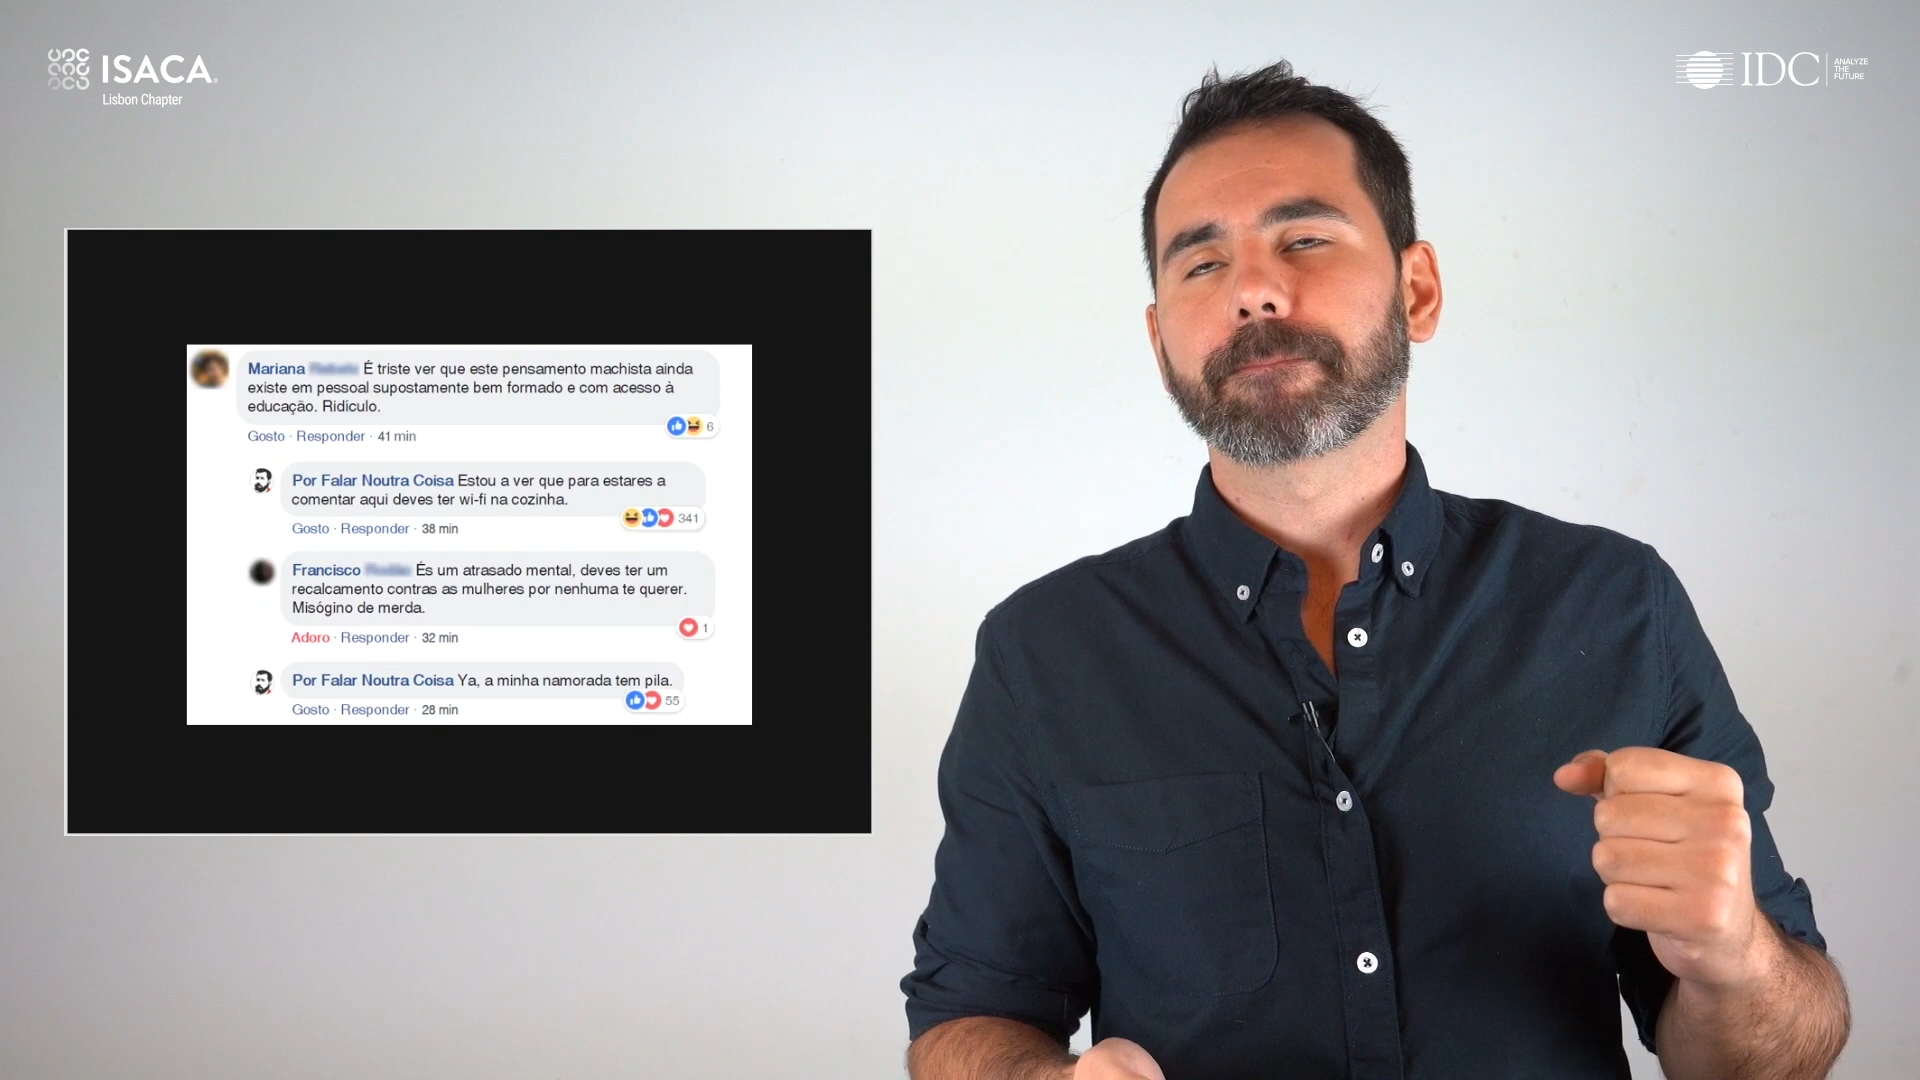 ISACA
Lisbon Chapter
IDC
ANALYZE
THE
FUTURE
Mariana É triste ver que este pensamento machista ainda
existe em pessoal supostamente bem formado e com acesso à
educação. Ridículo.
6
Gosto · Responder · 41 min
Por Falar Noutra Coisa Estou a ver que para estares a
comentar aqui deves ter wi-fi na cozinha.
341
Gosto · Responder · 38 min
Francisco És um atrasado mental, deves ter um
recalcamento contras as mulheres por nenhuma te querer.
Misógino de merda.
1
Adoro · Responder · 32 min
Por Falar Noutra Coisa Ya, a minha namorada tem pila.
55
Gosto · Responder · 28 min